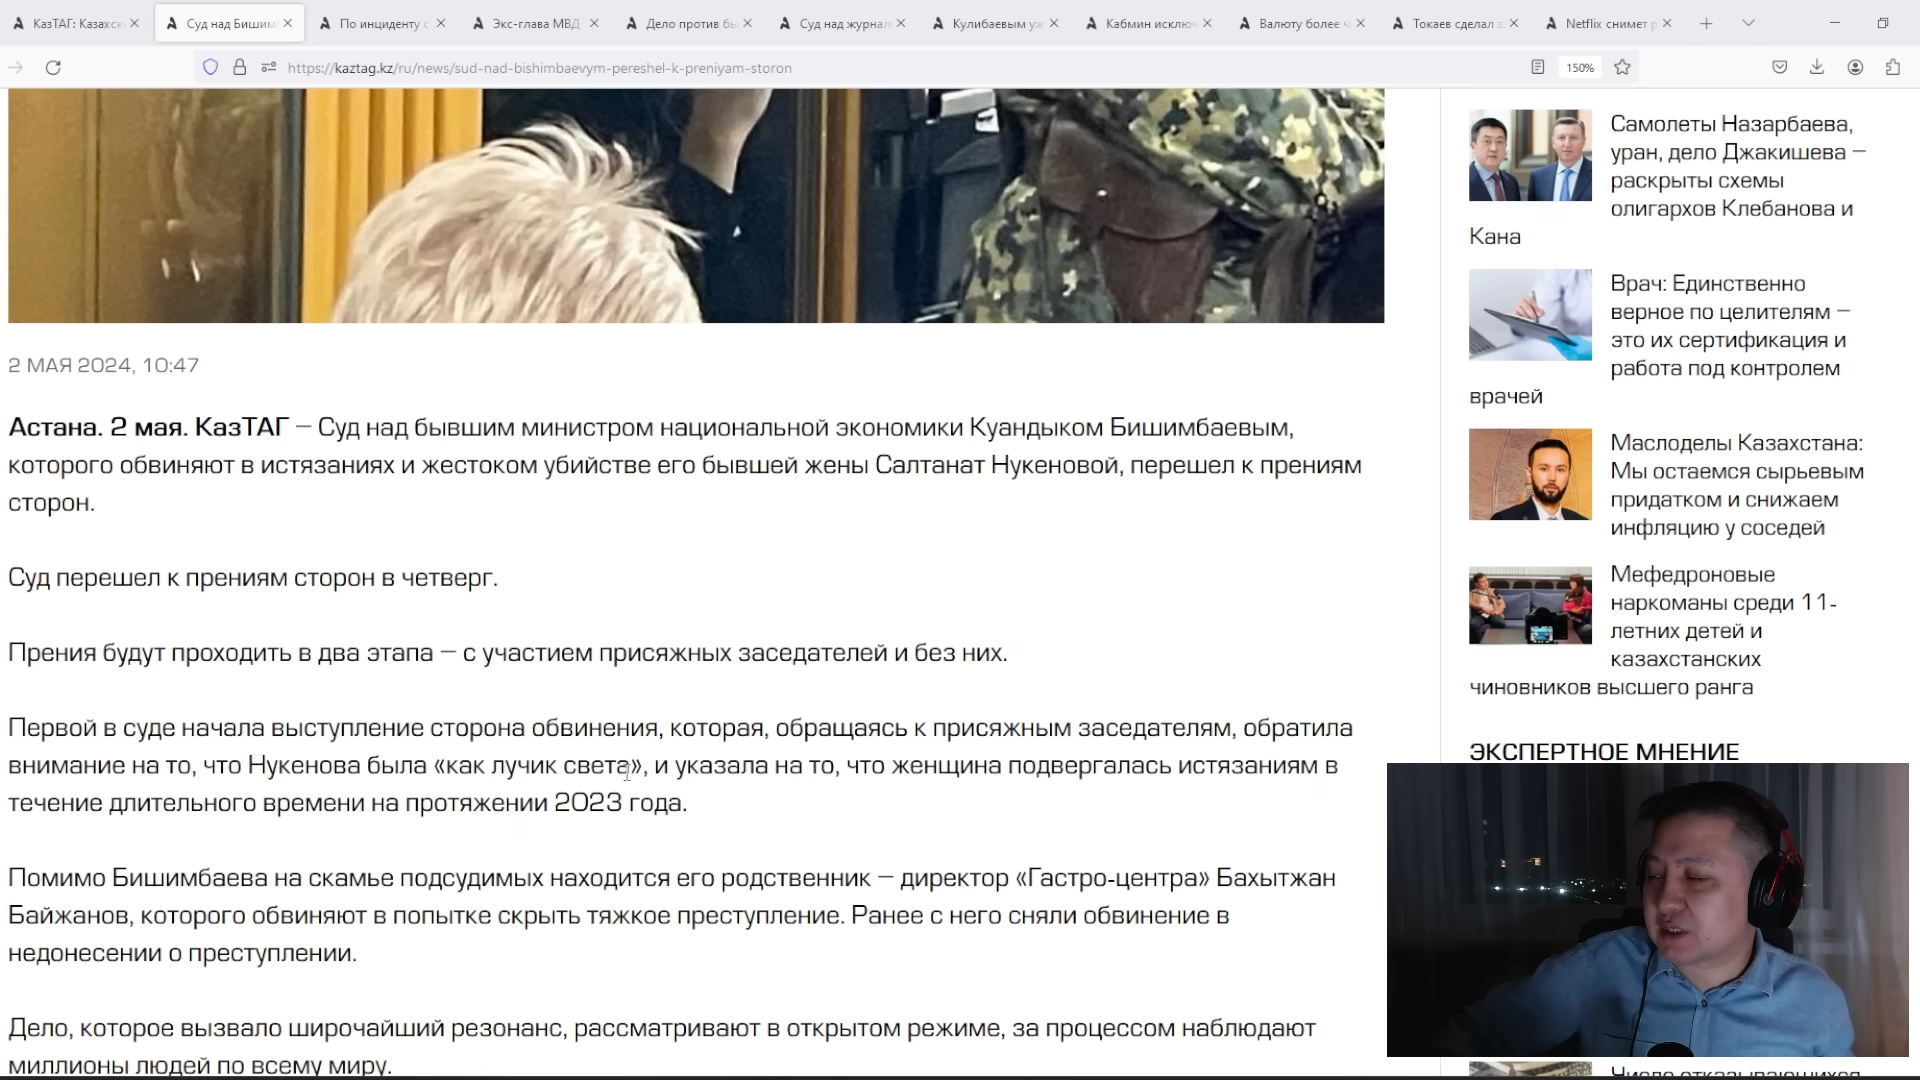 КазТАГ: Казахск
Суд над Бишим
По инциденту с
Экс-глава МВД
Дело против бы
Суд над журнал
Кулибаевым уж
Кабмин исключ
Валюту более ч
Токаев сделал з
Netflix снимет р
https://kaztag.kz/ru/news/sud-nad-bishimbaevym-pereshel-k-preniyam-storon
150%
2 МАЯ 2024, 10:47
Астана. 2 мая. КазТАГ – Суд над бывшим министром национальной экономики Куандыком Бишимбаевым,
которого обвиняют в истязаниях и жестоком убийстве его бывшей жены Салтанат Нукеновой, перешел к прениям
сторон.
Суд перешел к прениям сторон в четверг.
Прения будут проходить в два этапа – с участием присяжных заседателей и без них.
Первой в суде начала выступление сторона обвинения, которая, обращаясь к присяжным заседателям, обратила
внимание на то, что Нукенова была «как лучик света», и указала на то, что женщина подвергалась истязаниям в
течение длительного времени на протяжении 2023 года.
Помимо Бишимбаева на скамье подсудимых находится его родственник – директор «Гастро-центра» Бахытжан
Байжанов, которого обвиняют в попытке скрыть тяжкое преступление. Ранее с него сняли обвинение в
недонесении о преступлении.
Дело, которое вызвало широчайший резонанс, рассматривают в открытом режиме, за процессом наблюдают
миллионы людей по всему миру.
Самолеты Назарбаева,
уран, дело Джакишева –
раскрыты схемы
олигархов Клебанова и
Кана
Врач: Единственно
верное по целителям –
это их сертификация и
работа под контролем
врачей
Маслоделы Казахстана:
Мы остаемся сырьевым
придатком и снижаем
инфляцию у соседей
Мефедроновые
наркоманы среди 11-
летних детей и
казахстанских
чиновников высшего ранга
ЭКСПЕРТНОЕ МНЕНИЕ
Число отказывающихся